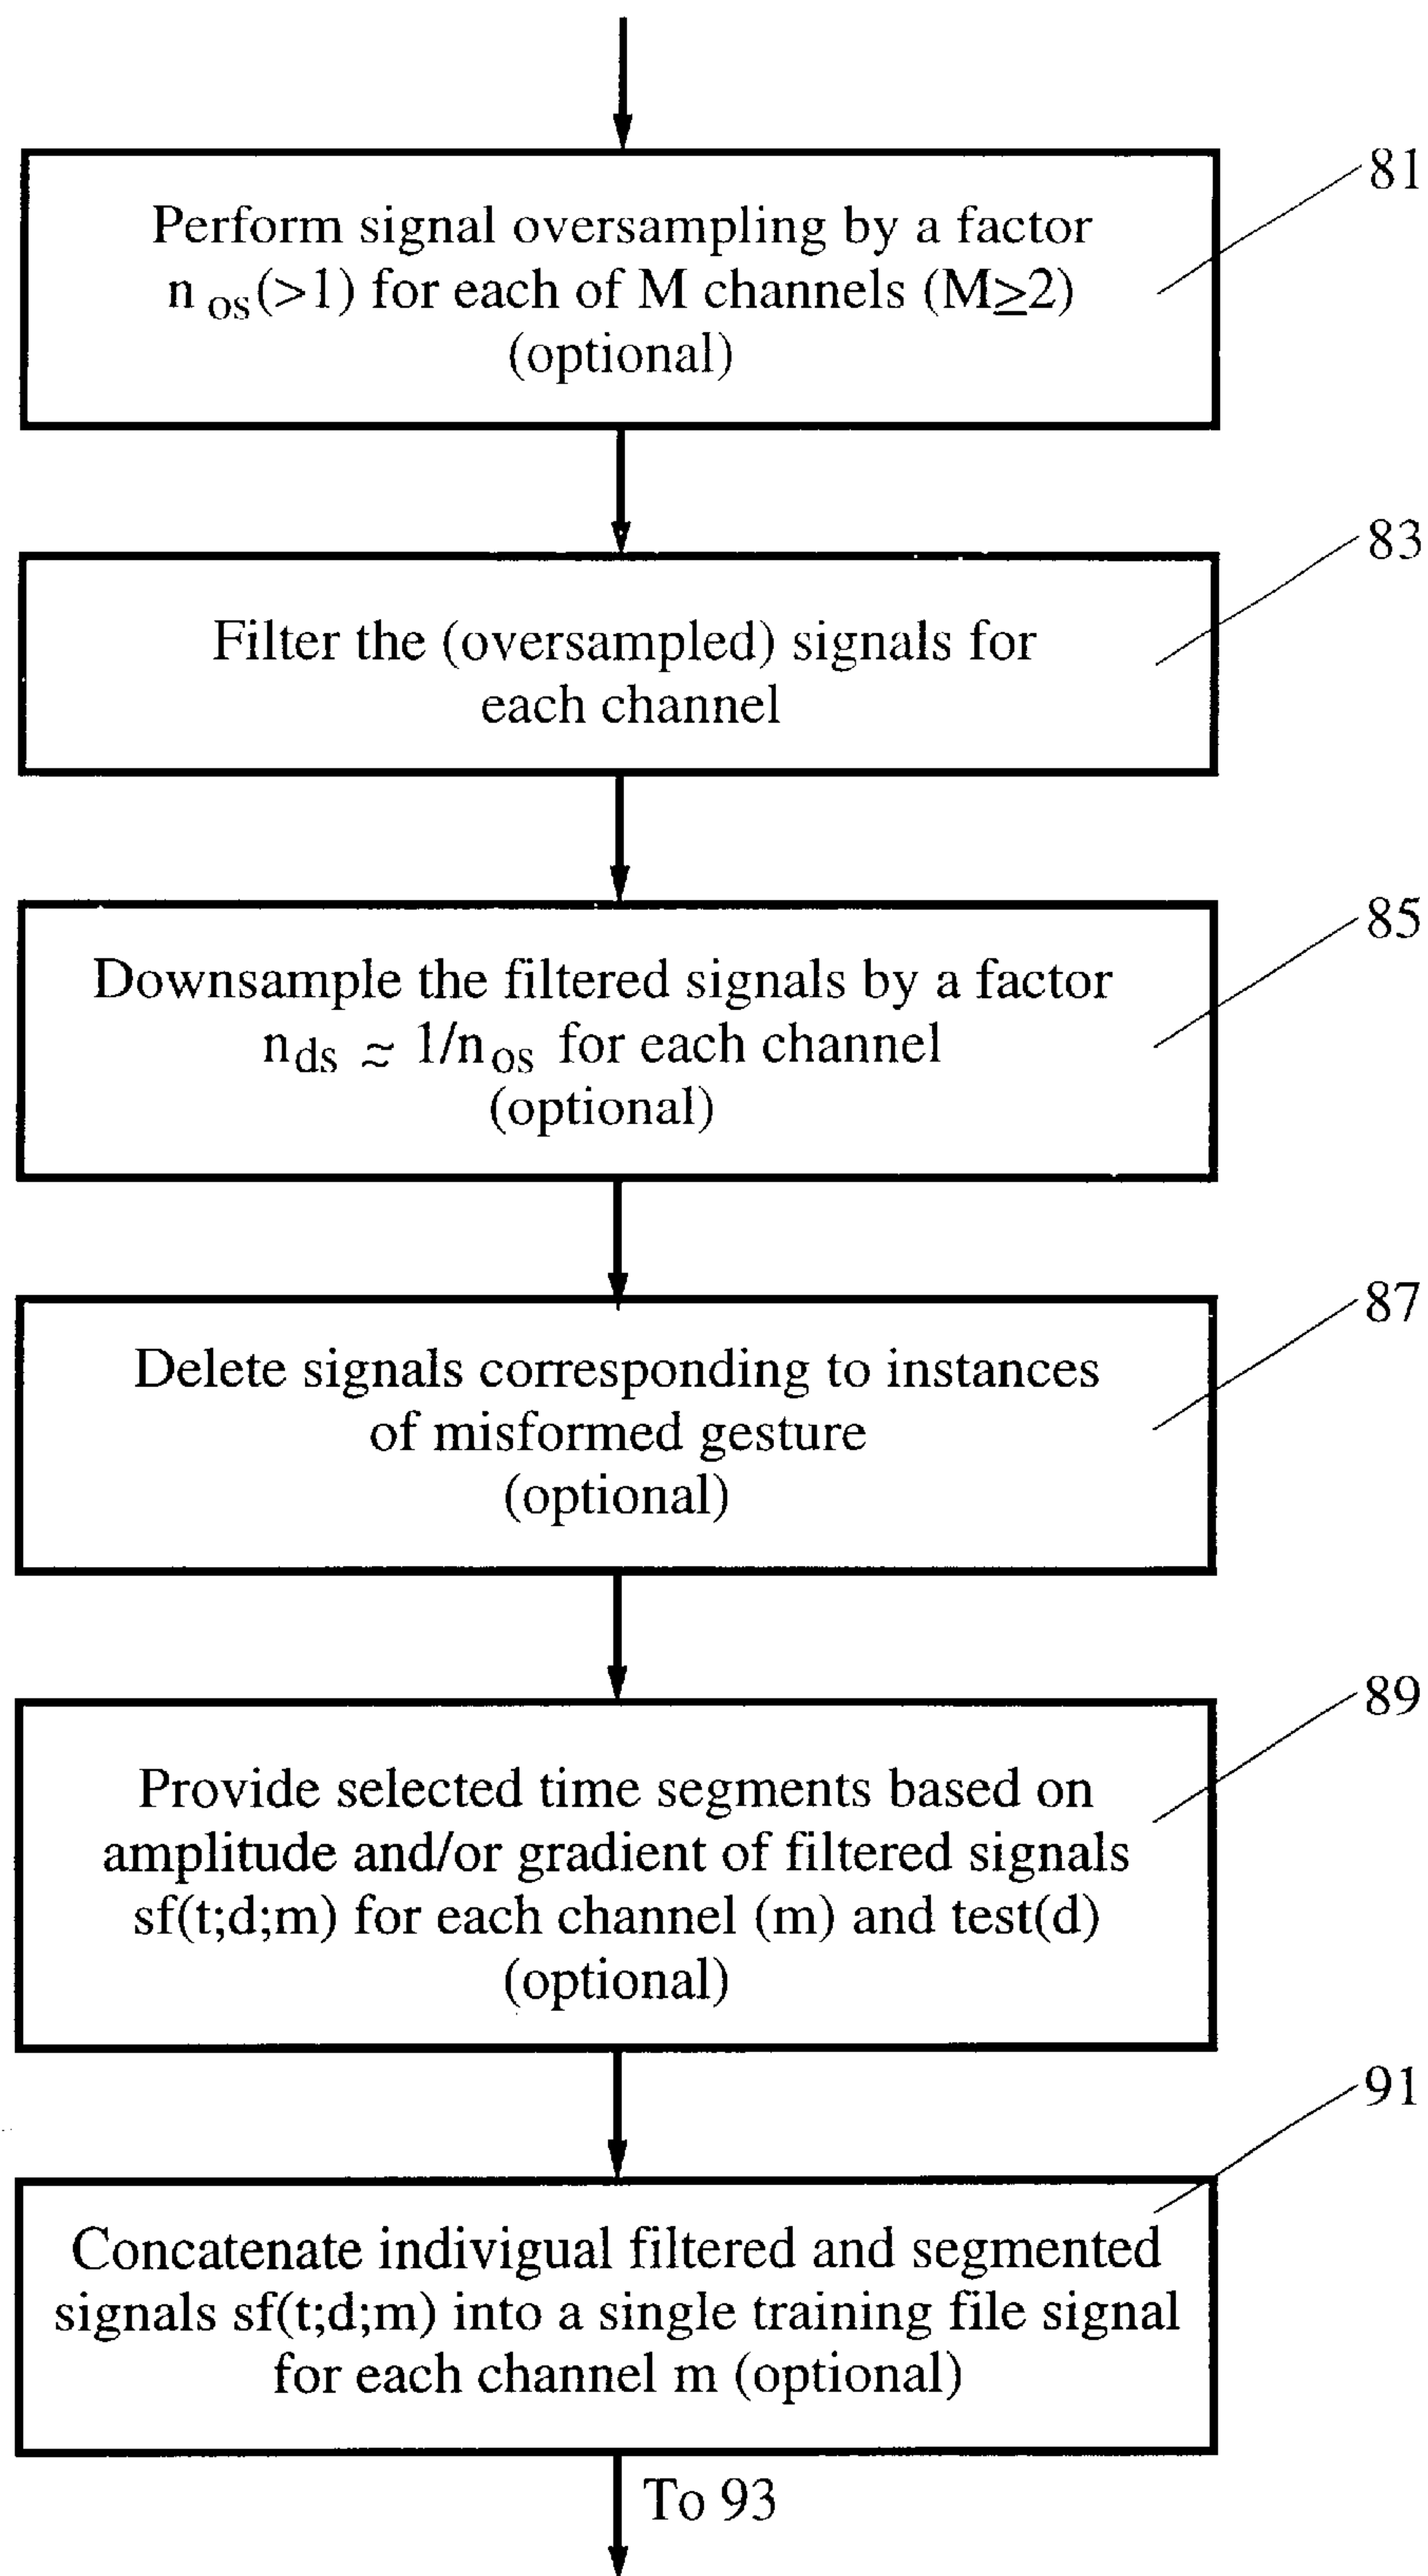 81
Perform signal oversampling by a factor
n os(>1) for each of M channels (M≥2)
(optional)
83
Filter the (oversampled) signals for
each channel
85
Downsample the filtered signals by a factor
nds ≈ 1/nos for each channel
(optional)
87
Delete signals corresponding to instances
of misformed gesture
(optional)
89
Provide selected time segments based on
amplitude and/or gradient of filtered signals
sf(t;d;m) for each channel (m) and test(d)
(optional)
91
Concatenate indivigual filtered and segmented
signals sf(t;d;m) into a single training file signal
for each channel m (optional)
To 93